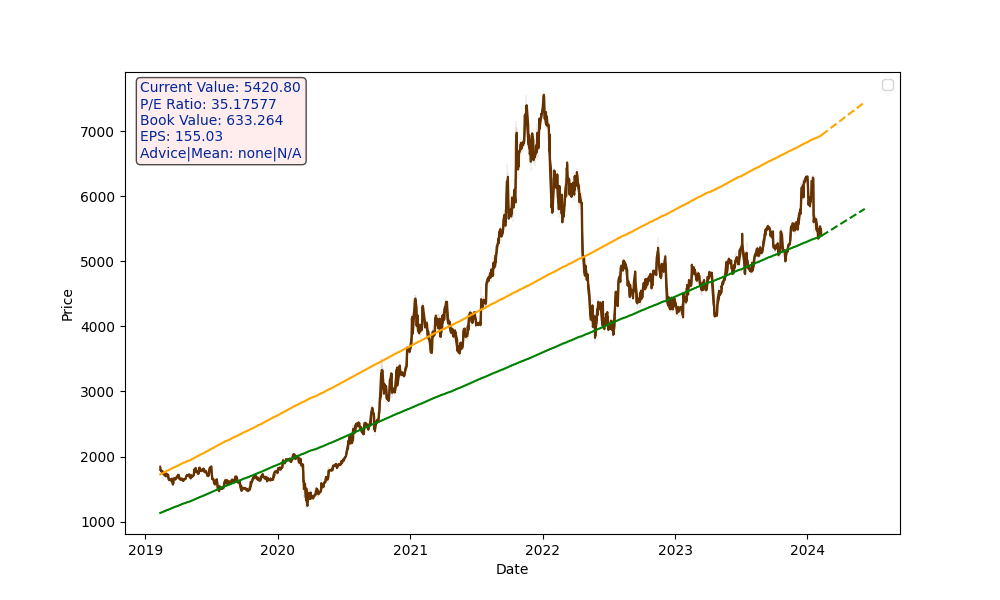 Current Value: 5420.80
P/E Ratio: 35.17577
Book Value: 633.264
EPS: 155.03
Advice|Mean: none|N/A
7000
6000
5000
4000
3000
2000
1000
Price
2019 2020 2021 2022 2023 2024
Date